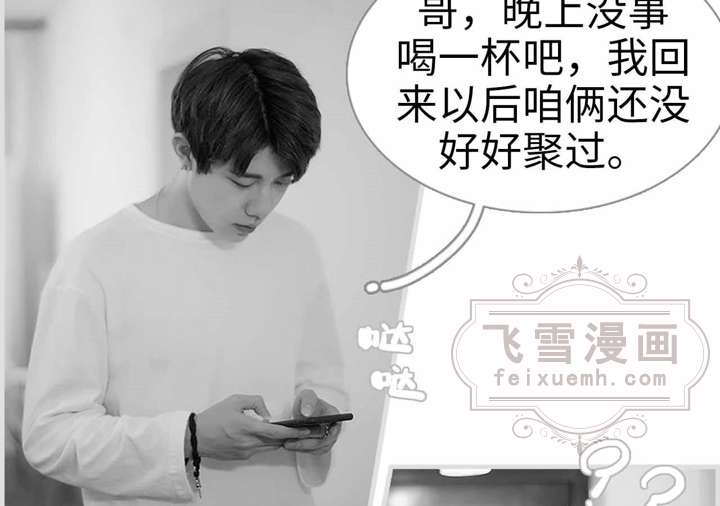 哥，晚上没事
喝一杯吧，我回
来以后咱俩还没
好好聚过。
哒
哒
飞雪漫画
feixuemh.com
??